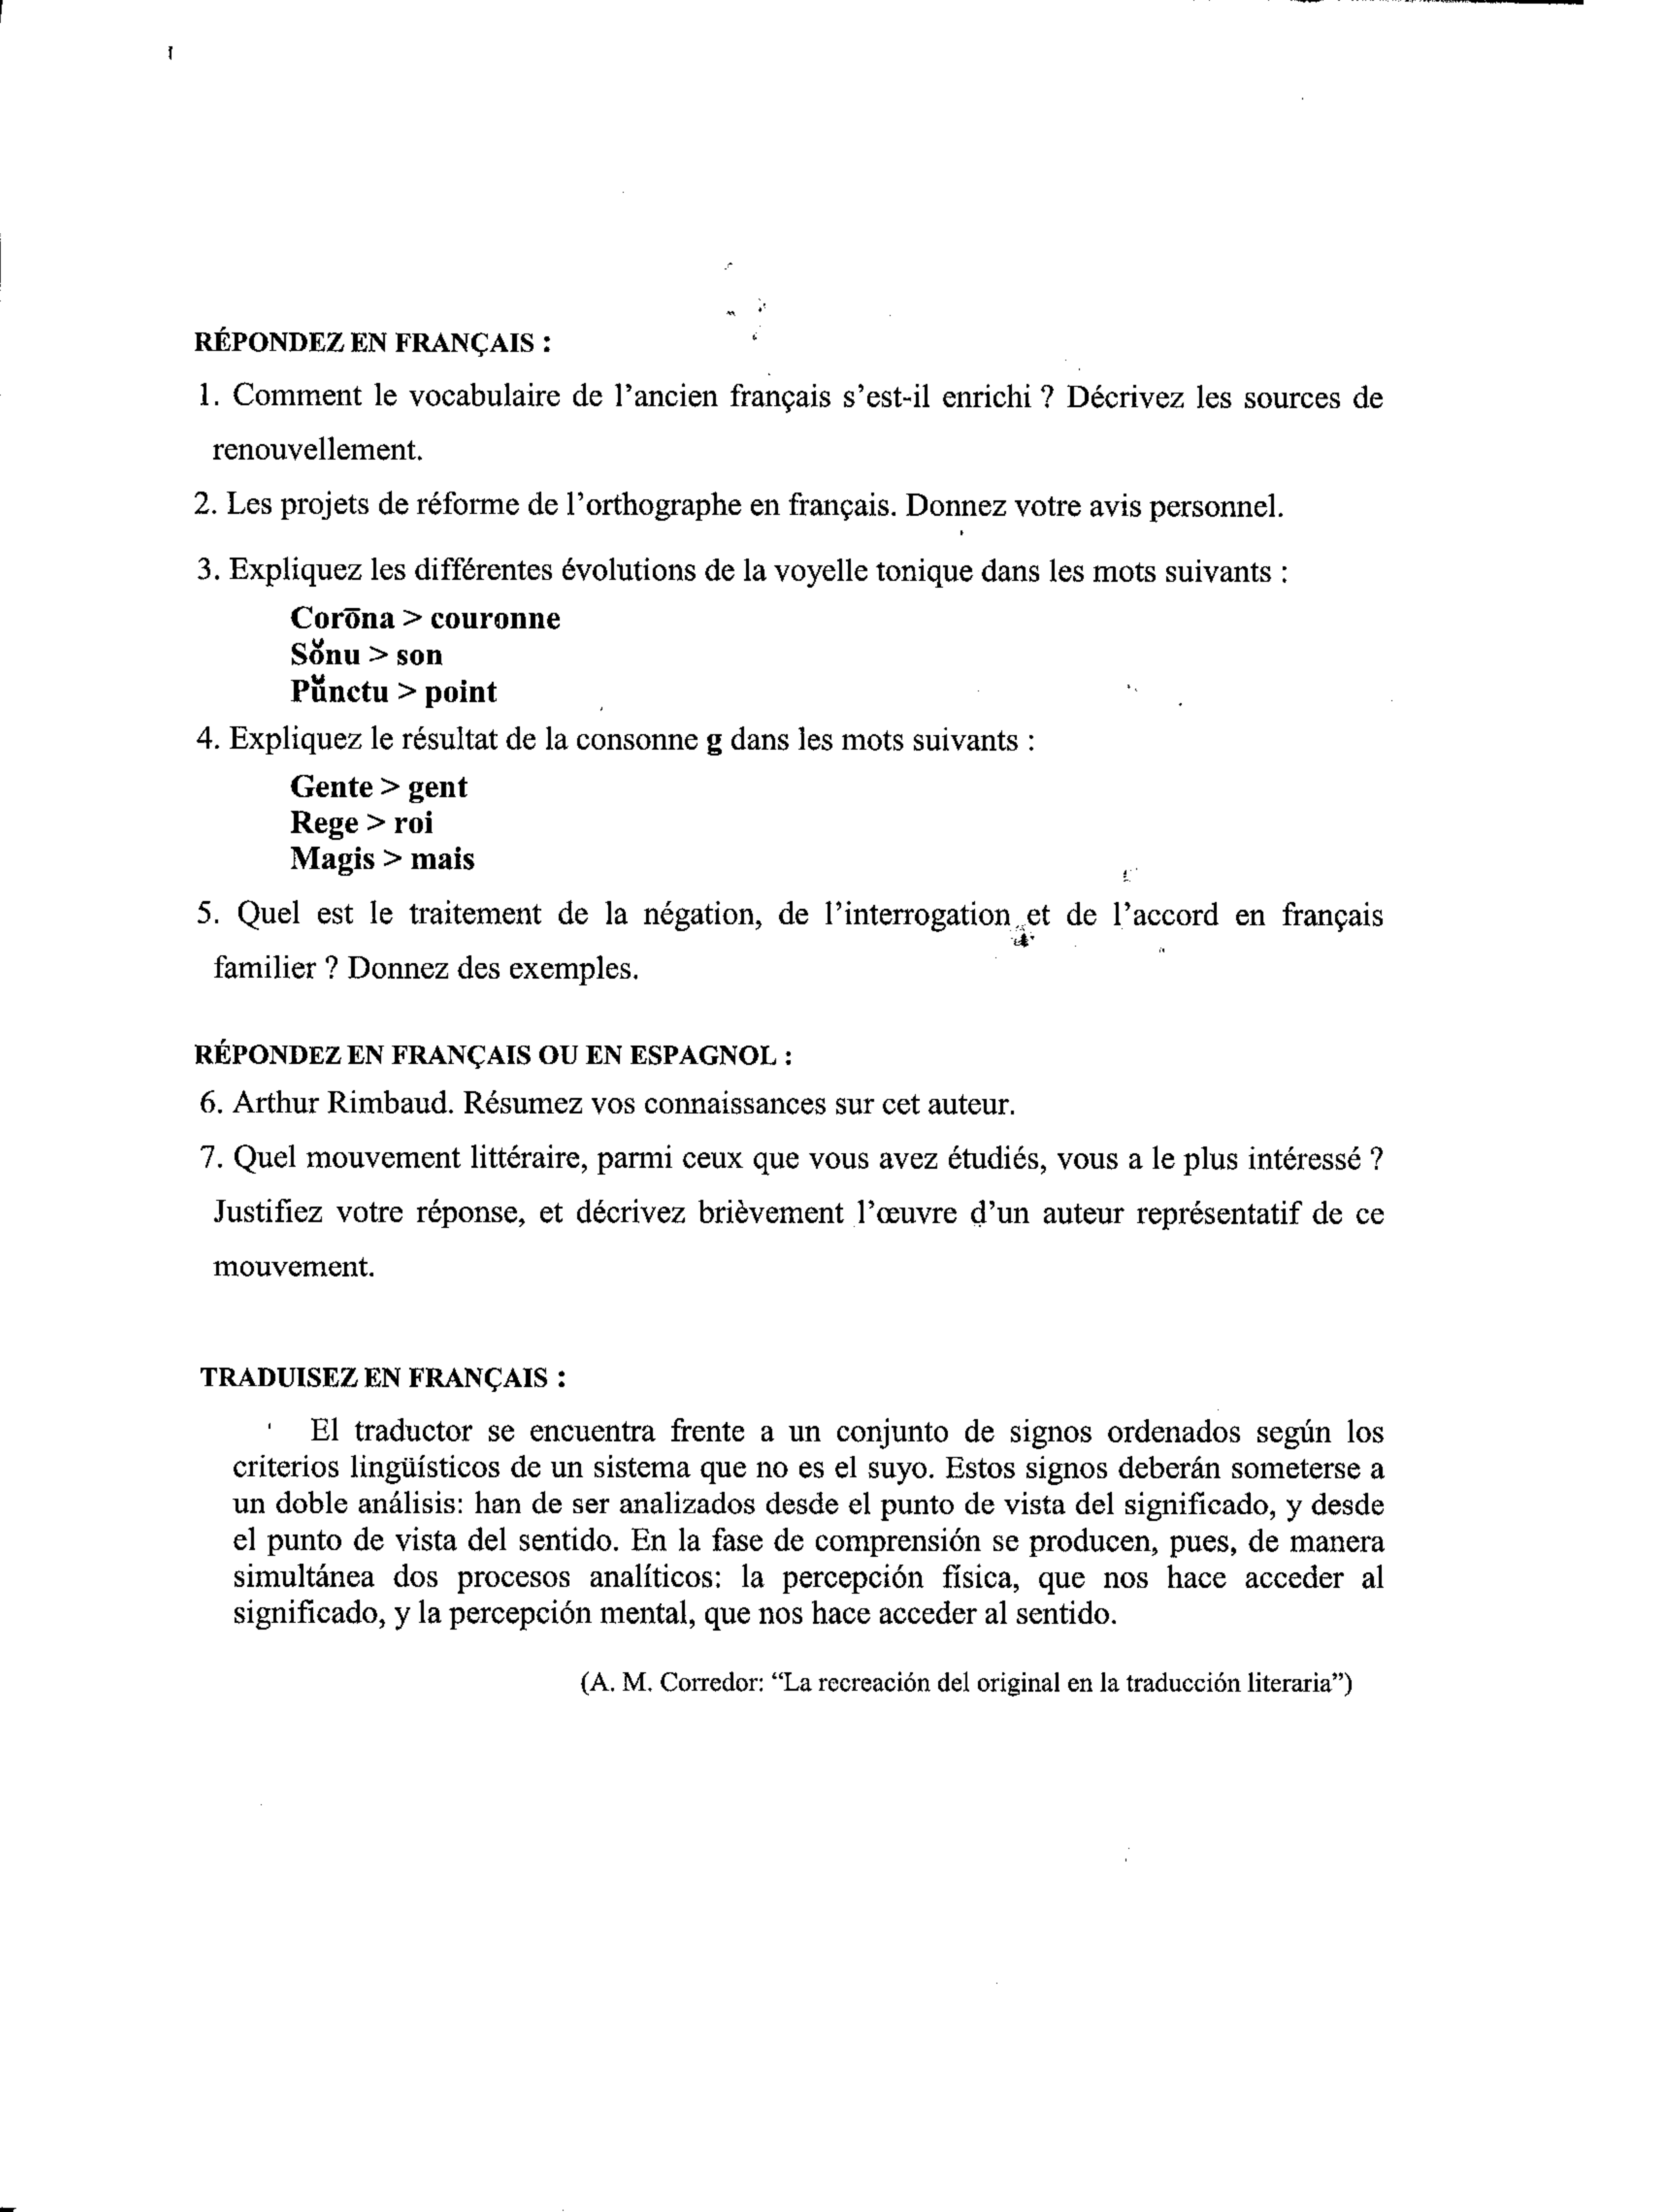 RÉPONDEZ EN FRANÇAIS :
1. Comment le vocabulaire de l'ancien français s'est-il enrichi ? Décrivez les sources de
renouvellement.
2. Les projets de réforme de l'orthographe en français. Donnez votre avis personnel.
3. Expliquez les différentes évolutions de la voyelle tonique dans les mots suivants :
Corōna > couronne
Sŏnu > son
Pŭnctu > point
4. Expliquez le résultat de la consonne g dans les mots suivants :
Gente > gent
Rege > roi
Magis > mais
5. Quel est le traitement de la négation, de l'interrogation et de l'accord en français
familier ? Donnez des exemples.
RÉPONDEZ EN FRANÇAIS OU EN ESPAGNOL :
6. Arthur Rimbaud. Résumez vos connaissances sur cet auteur.
7. Quel mouvement littéraire, parmi ceux que vous avez étudiés, vous a le plus intéressé ?
Justifiez votre réponse, et décrivez brièvement l'œuvre d'un auteur représentatif de ce
mouvement.
TRADUISEZ EN FRANÇAIS :
El traductor se encuentra frente a un conjunto de signos ordenados según los
criterios lingüísticos de un sistema que no es el suyo. Estos signos deberán someterse a
un doble análisis: han de ser analizados desde el punto de vista del significado, y desde
el punto de vista del sentido. En la fase de comprensión se producen, pues, de manera
simultánea dos procesos analíticos: la percepción física, que nos hace acceder al
significado, y la percepción mental, que nos hace acceder al sentido.
(A. M. Corredor: “La recreación del original en la traducción literaria”)